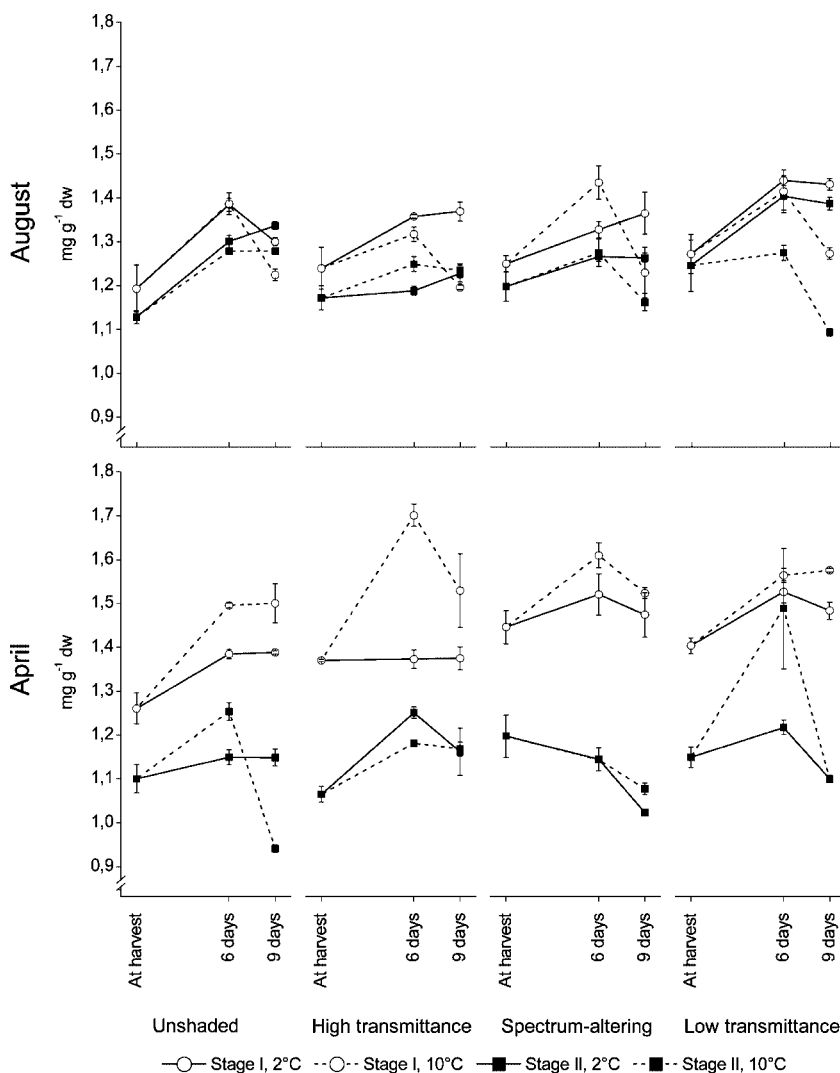 August
mg g⁻¹ dw
1,8
1,7
1,6
1,5
1,4
1,3
1,2
1,1
1,0
0,9
April
mg g⁻¹ dw
1,8
1,7
1,6
1,5
1,4
1,3
1,2
1,1
1,0
0,9
At harvest 6 days 9 days At harvest 6 days 9 days At harvest 6 days 9 days At harvest 6 days 9 days
Unshaded High transmittance Spectrum-altering Low transmittance
Stage I, 2°C Stage I, 10°C Stage II, 2°C Stage II, 10°C